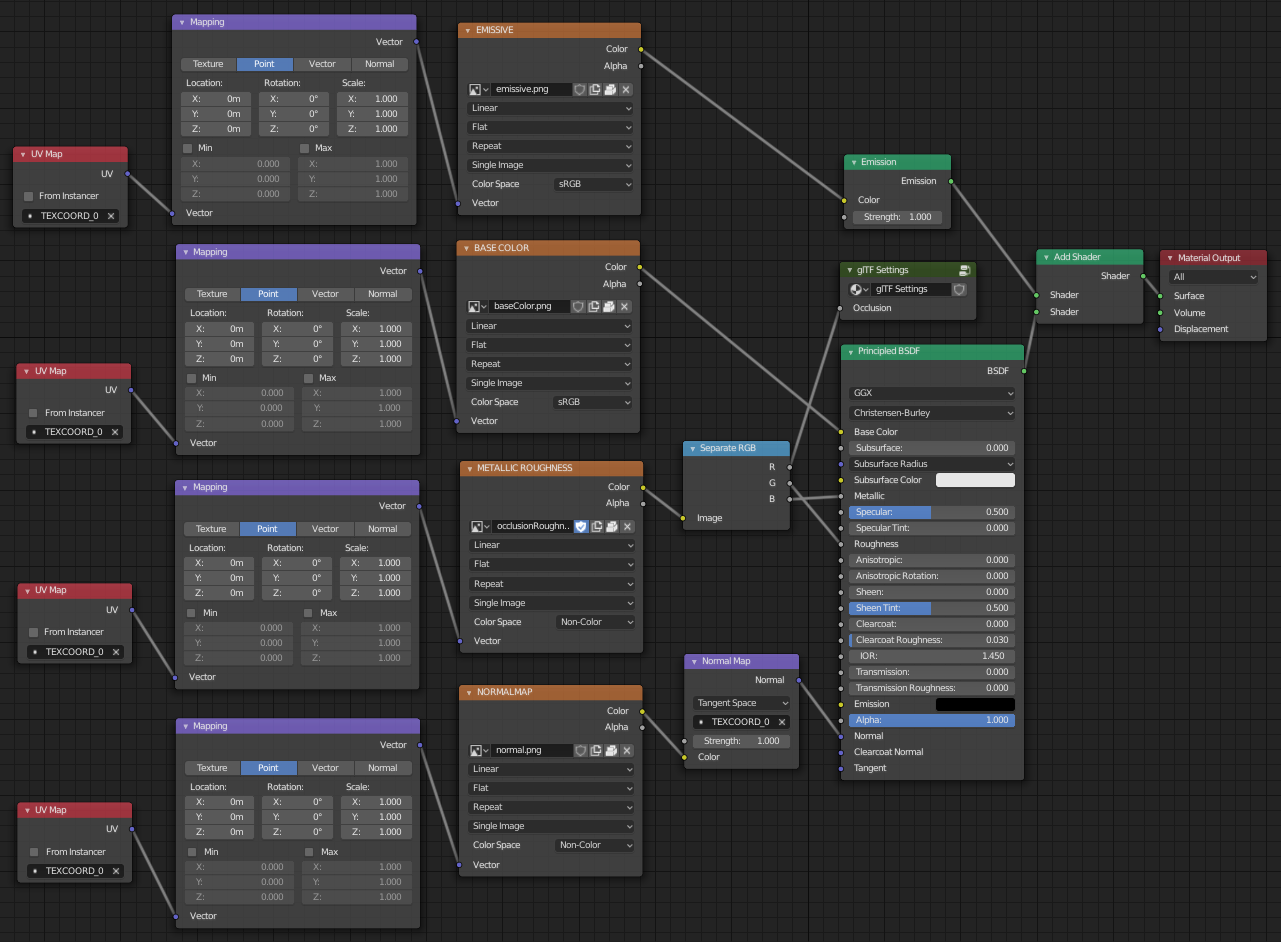 Mapping
Vector
Texture Point Vector Normal
Location: Rotation: Scale:
X: 0m X: 0° X: 1.000
Y: 0m Y: 0° Y: 1.000
Z: 0m Z: 0° Z: 1.000
Min Max
X: 0.000 X: 1.000
Y: 0.000 Y: 1.000
Z: 0.000 Z: 1.000
Vector
UV Map
UV
From Instancer
TEXCOORD_0
EMISSIVE
Color
Alpha
emissive.png
Linear
Flat
Repeat
Single Image
Color Space sRGB
Vector
Emission
Emission
Color
Strength: 1.000
Mapping
Vector
Texture Point Vector Normal
Location: Rotation: Scale:
X: 0m X: 0° X: 1.000
Y: 0m Y: 0° Y: 1.000
Z: 0m Z: 0° Z: 1.000
Min Max
X: 0.000 X: 1.000
Y: 0.000 Y: 1.000
Z: 0.000 Z: 1.000
Vector
UV Map
UV
From Instancer
TEXCOORD_0
BASE COLOR
Color
Alpha
baseColor.png
Linear
Flat
Repeat
Single Image
Color Space sRGB
Vector
glTF Settings
glTF Settings
Occlusion
Add Shader
Shader
Shader
Shader
Material Output
All
Surface
Volume
Displacement
Mapping
Vector
Texture Point Vector Normal
Location: Rotation: Scale:
X: 0m X: 0° X: 1.000
Y: 0m Y: 0° Y: 1.000
Z: 0m Z: 0° Z: 1.000
Min Max
X: 0.000 X: 1.000
Y: 0.000 Y: 1.000
Z: 0.000 Z: 1.000
Vector
UV Map
UV
From Instancer
TEXCOORD_0
METALLIC ROUGHNESS
Color
Alpha
occlusionRoughn..
Linear
Flat
Repeat
Single Image
Color Space Non-Color
Vector
Separate RGB
R
G
B
Image
Principled BSDF
BSDF
GGX
Christensen-Burley
Base Color
Subsurface: 0.000
Subsurface Radius
Subsurface Color
Metallic
Specular: 0.500
Specular Tint: 0.000
Roughness
Anisotropic: 0.000
Anisotropic Rotation: 0.000
Sheen: 0.000
Sheen Tint: 0.500
Clearcoat: 0.000
Clearcoat Roughness: 0.030
IOR: 1.450
Transmission: 0.000
Transmission Roughness: 0.000
Emission
Alpha: 1.000
Normal
Clearcoat Normal
Tangent
Mapping
Vector
Texture Point Vector Normal
Location: Rotation: Scale:
X: 0m X: 0° X: 1.000
Y: 0m Y: 0° Y: 1.000
Z: 0m Z: 0° Z: 1.000
Min Max
X: 0.000 X: 1.000
Y: 0.000 Y: 1.000
Z: 0.000 Z: 1.000
Vector
UV Map
UV
From Instancer
TEXCOORD_0
NORMALMAP
Color
Alpha
normal.png
Linear
Flat
Repeat
Single Image
Color Space Non-Color
Vector
Normal Map
Normal
Tangent Space
TEXCOORD_0
Strength: 1.000
Color